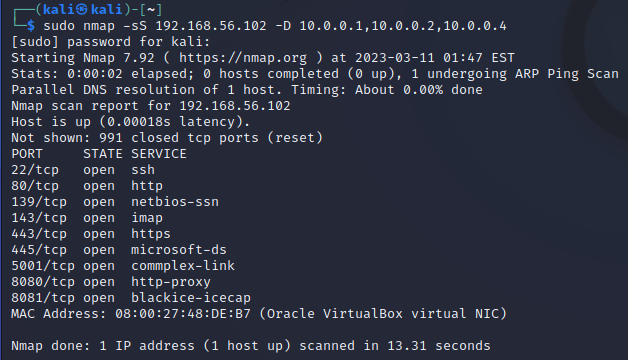 ┌──(kali㉿kali)-[~]
└─$ sudo nmap -sS 192.168.56.102 -D 10.0.0.1,10.0.0.2,10.0.0.4
[sudo] password for kali:
Starting Nmap 7.92 ( https://nmap.org ) at 2023-03-11 01:47 EST
Stats: 0:00:02 elapsed; 0 hosts completed (0 up), 1 undergoing ARP Ping Scan
Parallel DNS resolution of 1 host. Timing: About 0.00% done
Nmap scan report for 192.168.56.102
Host is up (0.00018s latency).
Not shown: 991 closed tcp ports (reset)
PORT     STATE SERVICE
22/tcp   open  ssh
80/tcp   open  http
139/tcp  open  netbios-ssn
143/tcp  open  imap
443/tcp  open  https
445/tcp  open  microsoft-ds
5001/tcp open  commplex-link
8080/tcp open  http-proxy
8081/tcp open  blackice-icecap
MAC Address: 08:00:27:48:DE:B7 (Oracle VirtualBox virtual NIC)

Nmap done: 1 IP address (1 host up) scanned in 13.31 seconds